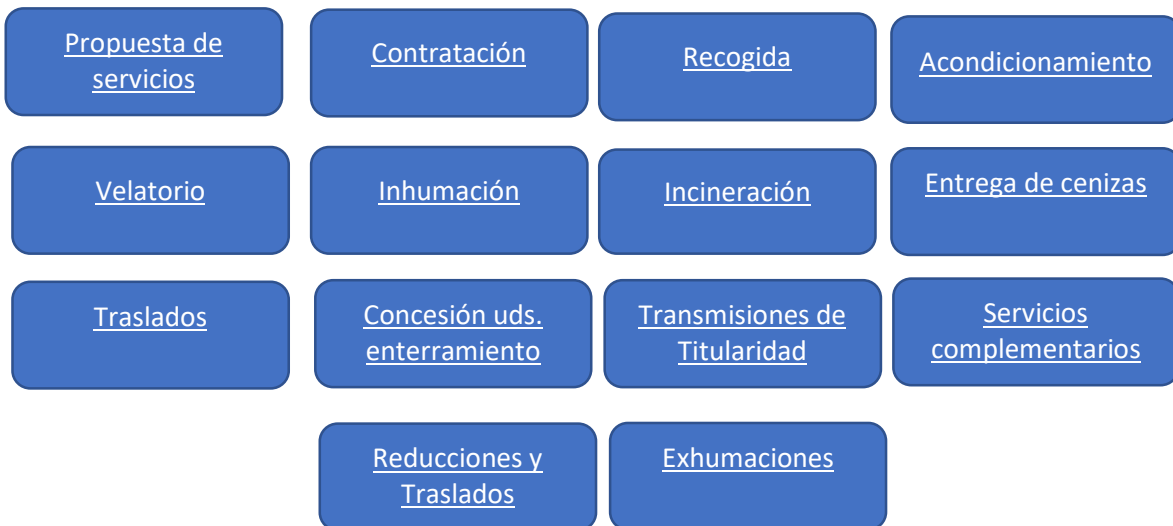 Propuesta de
servicios
Contratación
Recogida
Acondicionamiento
Velatorio
Inhumación
Incineración
Entrega de cenizas
Traslados
Concesión uds.
enterramiento
Transmisiones de
Titularidad
Servicios
complementarios
Reducciones y
Traslados
Exhumaciones